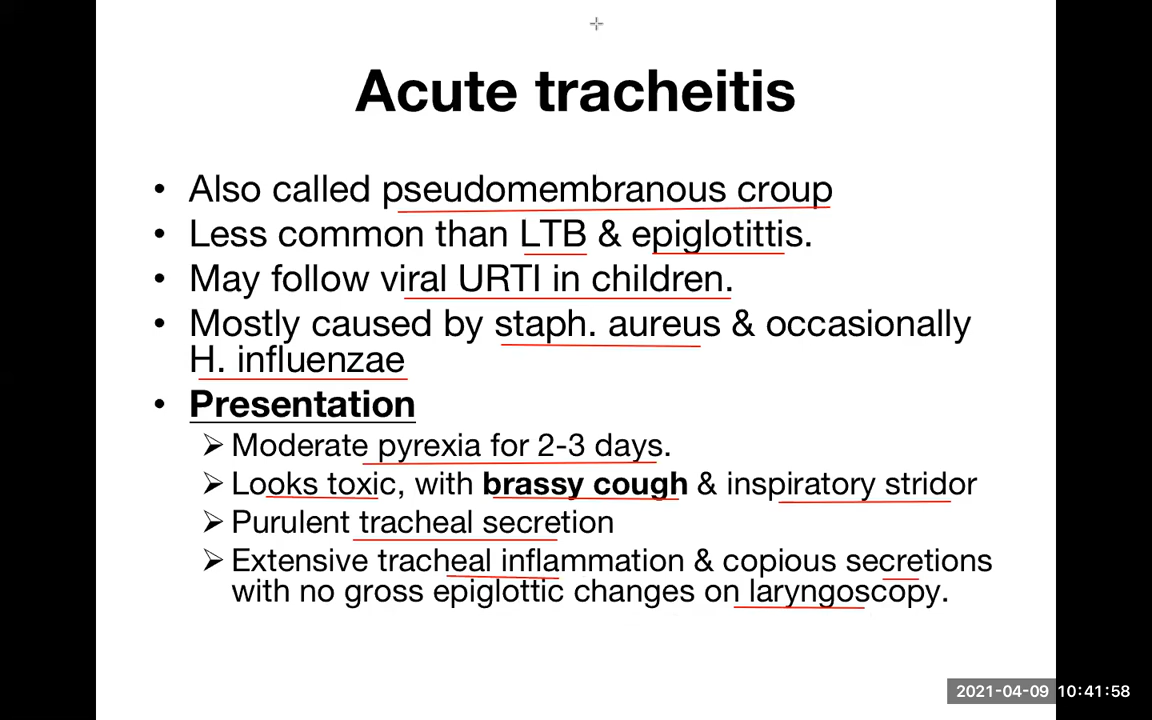 Acute tracheitis
• Also called pseudomembranous croup
• Less common than LTB & epiglotittis.
• May follow viral URTI in children.
• Mostly caused by staph. aureus & occasionally
H. influenzae
• Presentation
➢ Moderate pyrexia for 2-3 days.
➢ Looks toxic, with brassy cough & inspiratory stridor
➢ Purulent tracheal secretion
➢ Extensive tracheal inflammation & copious secretions
with no gross epiglottic changes on laryngoscopy.
2021-04-09 10:41:58